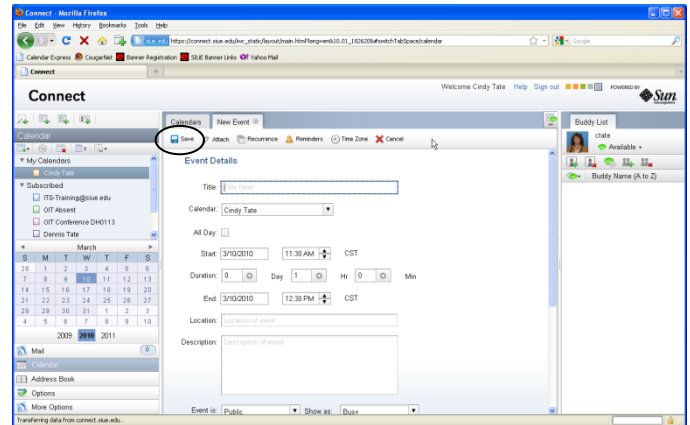 Connect - Mozilla Firefox
File Edit View History Bookmarks Tools Help
https://connect.siue.edu/iwc_static/layout/main.html?lang=en&10.01_182620&#switchTabSpace/calendar
Google
Calendar Express CougarNet Banner Registration SIUE Banner Links Yahoo Mail
Connect
Welcome Cindy Tate Help Sign out POWERED BY
Connect
Sun
Calendars New Event
Buddy List
Save Attach Recurrence Reminders Time Zone Cancel
ctate
Available
Buddy Name (A to Z)
Calendar
My Calendars
Cindy Tate
Subscribed
ITS-Training@siue.edu
OIT Absent
OIT Conference DH0113
Dennis Tate
March
S M T W T F S
28 1 2 3 4 5 6
7 8 9 10 11 12 13
14 15 16 17 18 19 20
21 22 23 24 25 26 27
28 29 30 31 1 2 3
4 5 6 7 8 9 10
2009 2010 2011
Mail 0
Calendar
Address Book
Options
More Options
Event Details
Title: Title Here
Calendar: Cindy Tate
All Day:
Start: 3/10/2010 11:30 AM CST
Duration: 0 Day 1 Hr 0 Min
End: 3/10/2010 12:30 PM CST
Location: Location of event
Description: Description of event
Event is: Public Show as: Busy
Transferring data from connect.siue.edu...